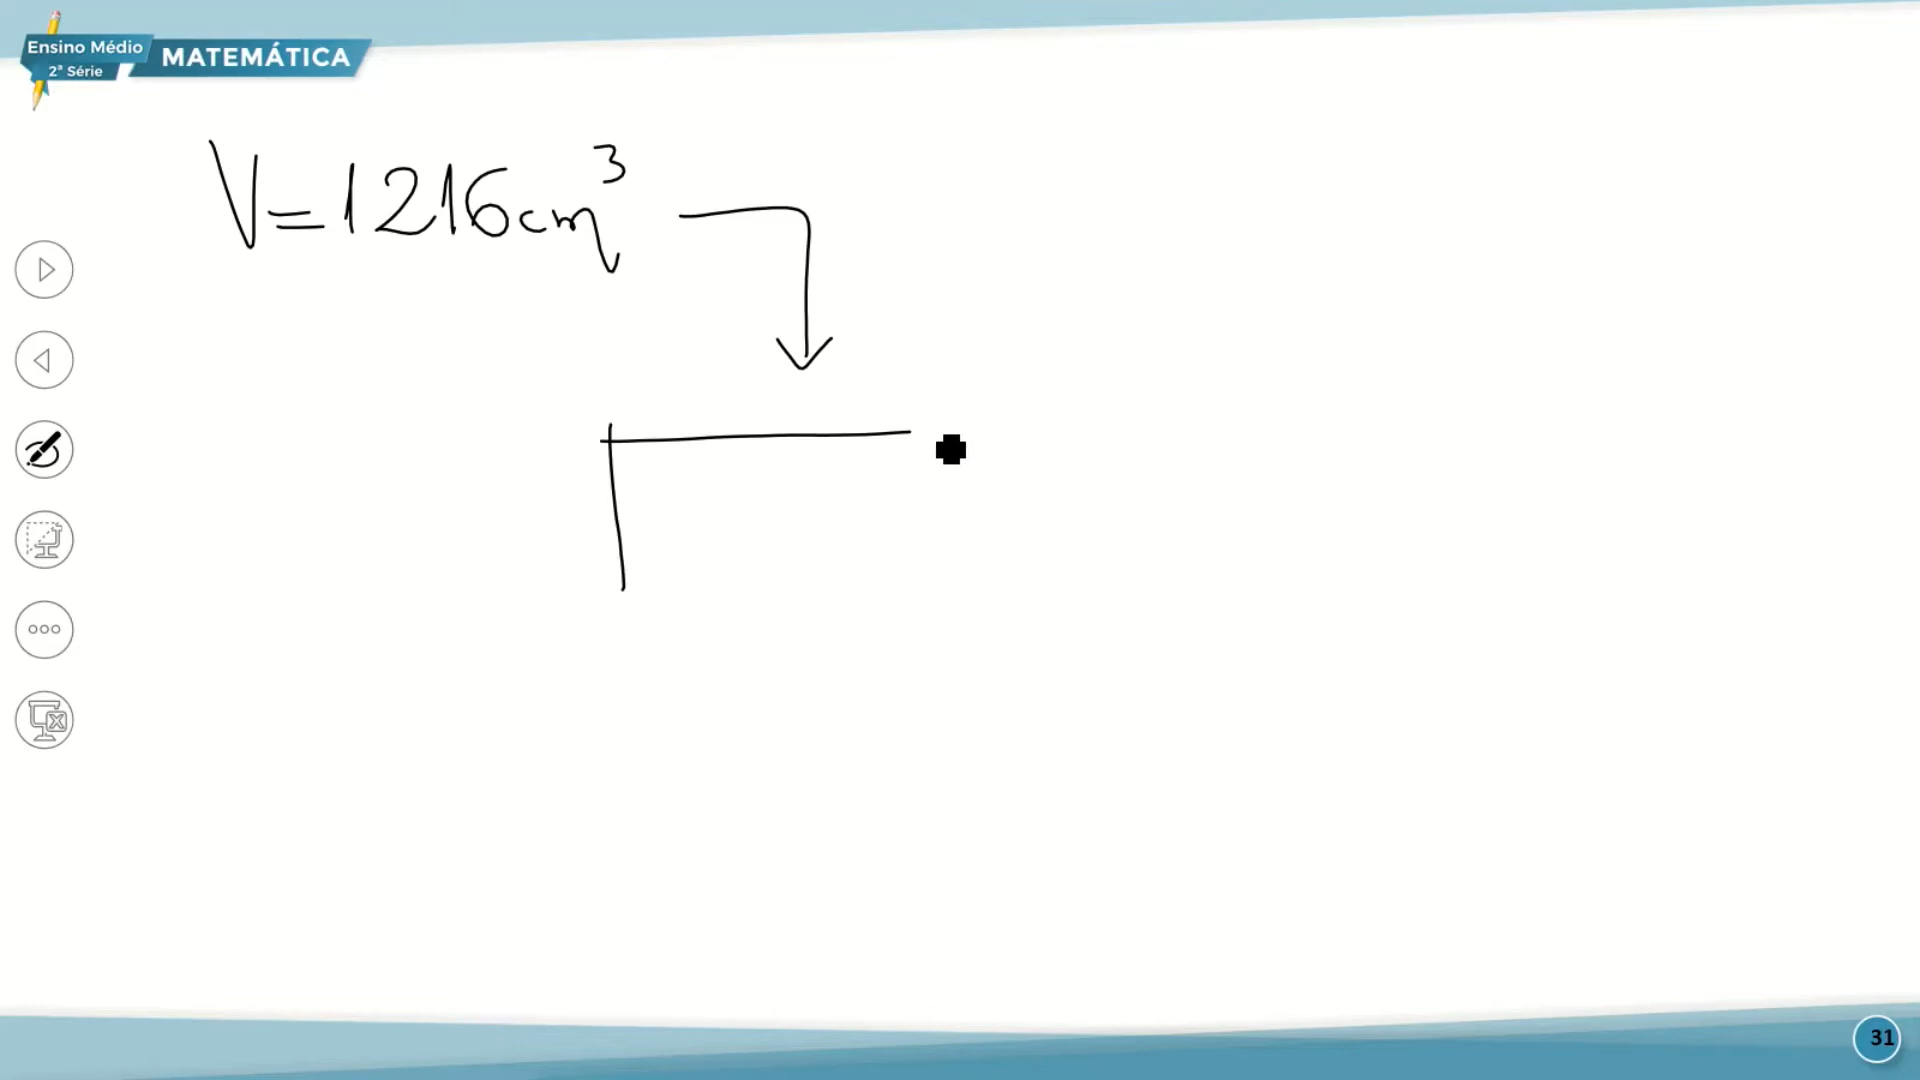 Ensino Médio
2ª Série
MATEMÁTICA
V=1216cm³
31